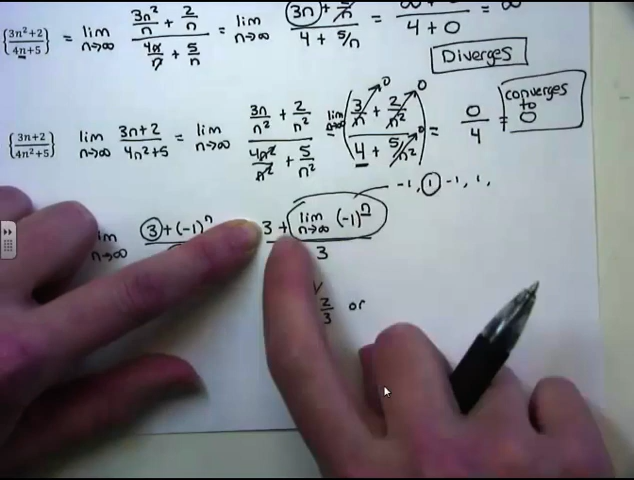 {3n²+2 / 4n+5} = lim n→∞ (3n²/n + 2/n) / (4n/n + 5/n) = lim n→∞ (3n + 2/n) / (4 + 5/n) = / 4+0 = ∞
Diverges
{3n+2 / 4n²+5} lim n→∞ (3n+2) / (4n²+5) = lim n→∞ (3n/n² + 2/n²) / (4n²/n² + 5/n²) = lim n→∞ (3/n → 0 + 2/n² → 0) / (4 + 5/n² → 0) = 0/4 = converges to 0
-1, 1, -1, 1,
n→∞ 3 + (-1)ⁿ
3 + lim n→∞ (-1)ⁿ / 3
2/3 or